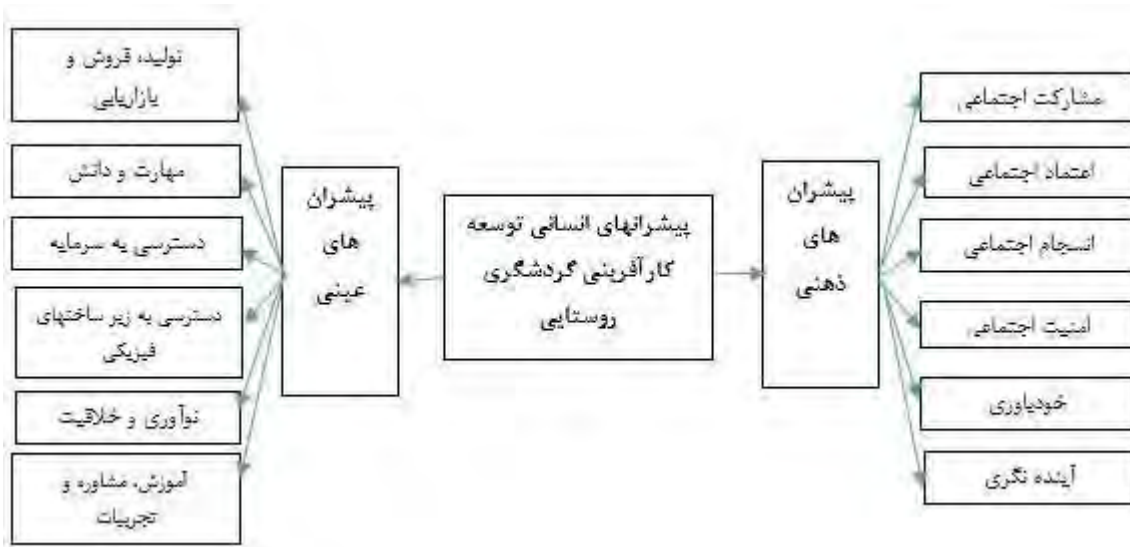 مشارکت اجتماعی
اعتماد اجتماعی
انسجام اجتماعی
امنیت اجتماعی
خودباوری
آینده نگری
پیشران
های
ذهنی
پیشرانهای انسانی توسعه
کارآفرینی گردشگری
روستایی
پیشران
های
عینی
تولید، فروش و
بازاریابی
مهارت و دانش
دسترسی به سرمایه
دسترسی به زیر ساختهای
فیزیکی
نوآوری و خلاقیت
آموزش، مشاوره و
تجربیات